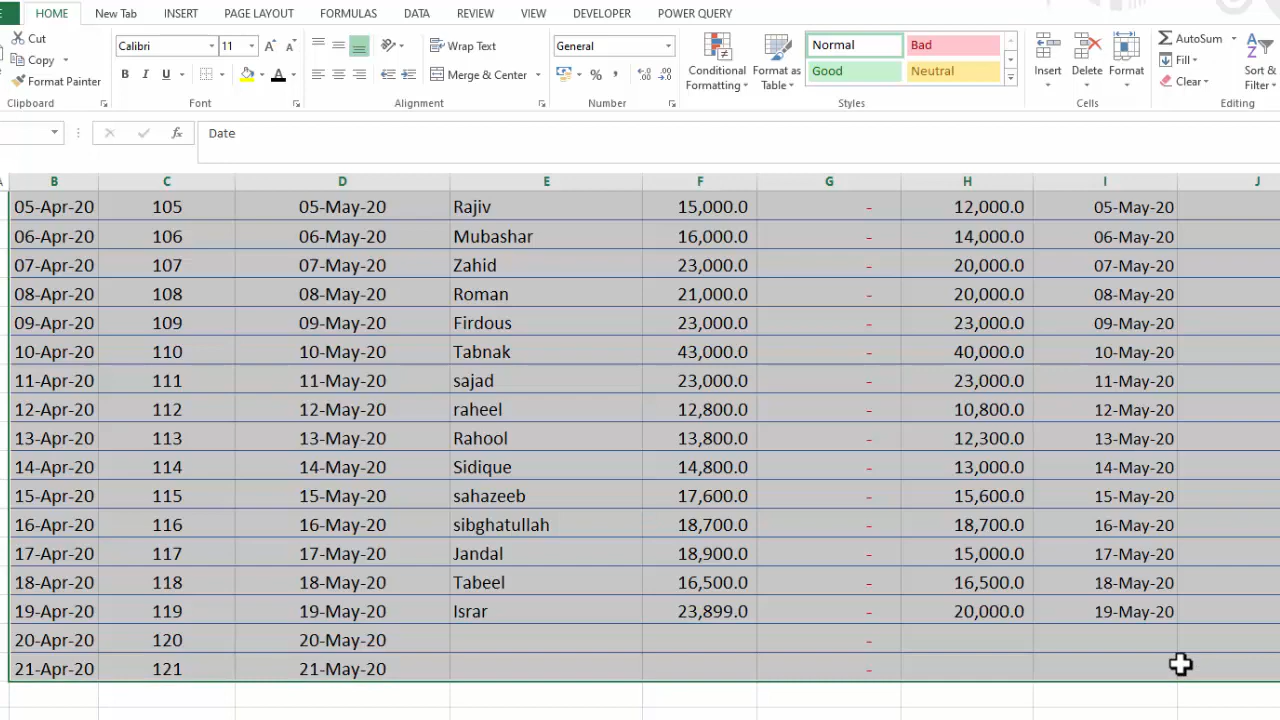 HOME New Tab INSERT PAGE LAYOUT FORMULAS DATA REVIEW VIEW DEVELOPER POWER QUERY
Cut
Copy
Format Painter
Clipboard
Calibri 11
B I U A
Font
Wrap Text
Merge & Center
Alignment
General
%
Number
Conditional Formatting
Format as Table
Normal Bad
Good Neutral
Styles
Insert Delete Format
Cells
AutoSum
Fill
Clear
Sort &
Filter
Editing
fx Date
B C D E F G H I J
05-Apr-20 105 05-May-20 Rajiv 15,000.0 - 12,000.0 05-May-20
06-Apr-20 106 06-May-20 Mubashar 16,000.0 - 14,000.0 06-May-20
07-Apr-20 107 07-May-20 Zahid 23,000.0 - 20,000.0 07-May-20
08-Apr-20 108 08-May-20 Roman 21,000.0 - 20,000.0 08-May-20
09-Apr-20 109 09-May-20 Firdous 23,000.0 - 23,000.0 09-May-20
10-Apr-20 110 10-May-20 Tabnak 43,000.0 - 40,000.0 10-May-20
11-Apr-20 111 11-May-20 sajad 23,000.0 - 23,000.0 11-May-20
12-Apr-20 112 12-May-20 raheel 12,800.0 - 10,800.0 12-May-20
13-Apr-20 113 13-May-20 Rahool 13,800.0 - 12,300.0 13-May-20
14-Apr-20 114 14-May-20 Sidique 14,800.0 - 13,000.0 14-May-20
15-Apr-20 115 15-May-20 sahazeeb 17,600.0 - 15,600.0 15-May-20
16-Apr-20 116 16-May-20 sibghatullah 18,700.0 - 18,700.0 16-May-20
17-Apr-20 117 17-May-20 Jandal 18,900.0 - 15,000.0 17-May-20
18-Apr-20 118 18-May-20 Tabeel 16,500.0 - 16,500.0 18-May-20
19-Apr-20 119 19-May-20 Israr 23,899.0 - 20,000.0 19-May-20
20-Apr-20 120 20-May-20 -
21-Apr-20 121 21-May-20 -